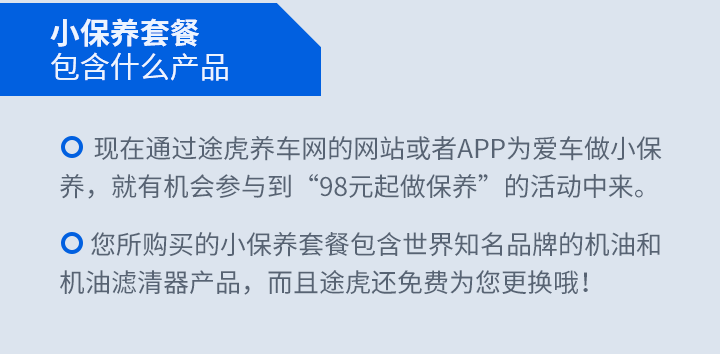 小保养套餐
包含什么产品
现在通过途虎养车网的网站或者APP为爱车做小保
养，就有机会参与到“98元起做保养”的活动中来。
您所购买的小保养套餐包含世界知名品牌的机油和
机油滤清器产品，而且途虎还免费为您更换哦！